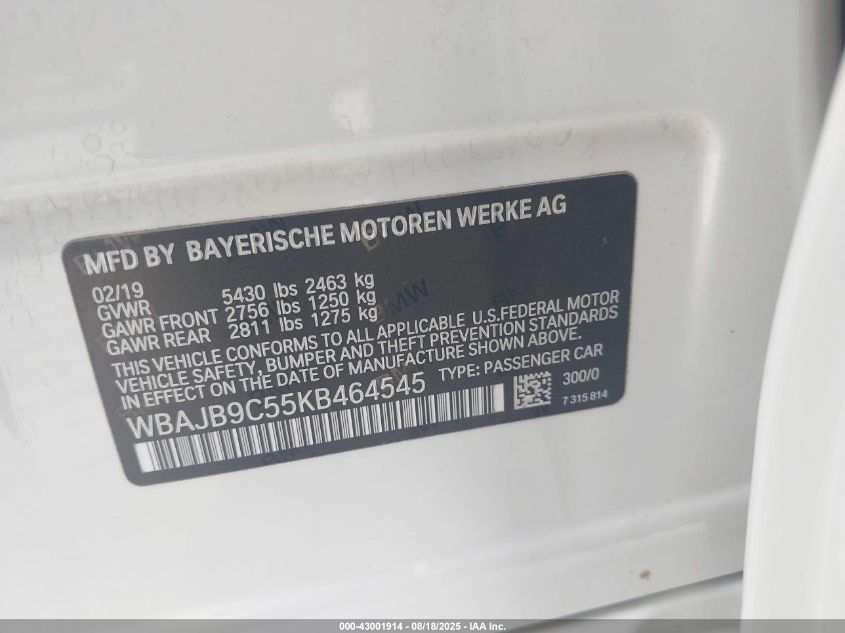 MFD BY BAYERISCHE MOTOREN WERKE AG
02/19
GVWR 5430 lbs 2463 kg
GAWR FRONT 2756 lbs 1250 kg
GAWR REAR 2811 lbs 1275 kg
THIS VEHICLE CONFORMS TO ALL APPLICABLE U.S.FEDERAL MOTOR
VEHICLE SAFETY, BUMPER AND THEFT PREVENTION STANDARDS
IN EFFECT ON THE DATE OF MANUFACTURE SHOWN ABOVE.
WBAJB9C55KB464545 TYPE: PASSENGER CAR
300/0
7 315 814
000-43001914 - 08/18/2025 - IAA Inc.